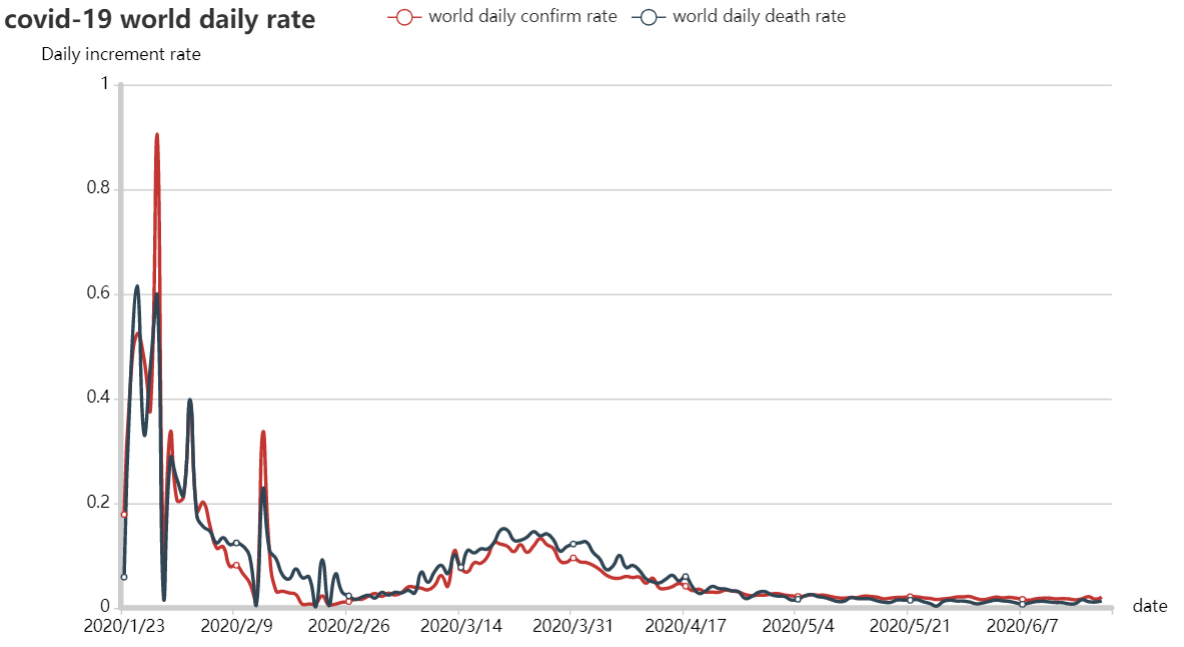 covid-19 world daily rate
world daily confirm rate
world daily death rate
Daily increment rate
1
0.8
0.6
0.4
0.2
0
date
2020/1/23 2020/2/9 2020/2/26 2020/3/14 2020/3/31 2020/4/17 2020/5/4 2020/5/21 2020/6/7